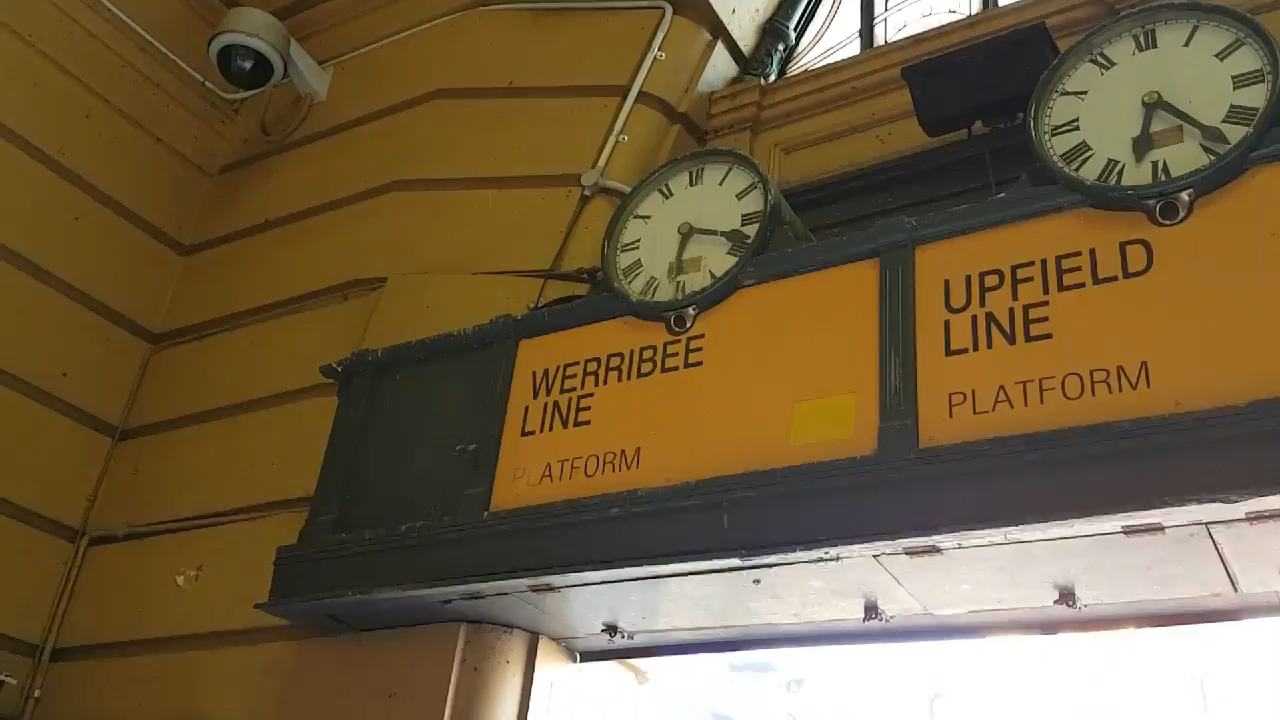 WERRIBEE
LINE
PLATFORM
UPFIELD
LINE
PLATFORM